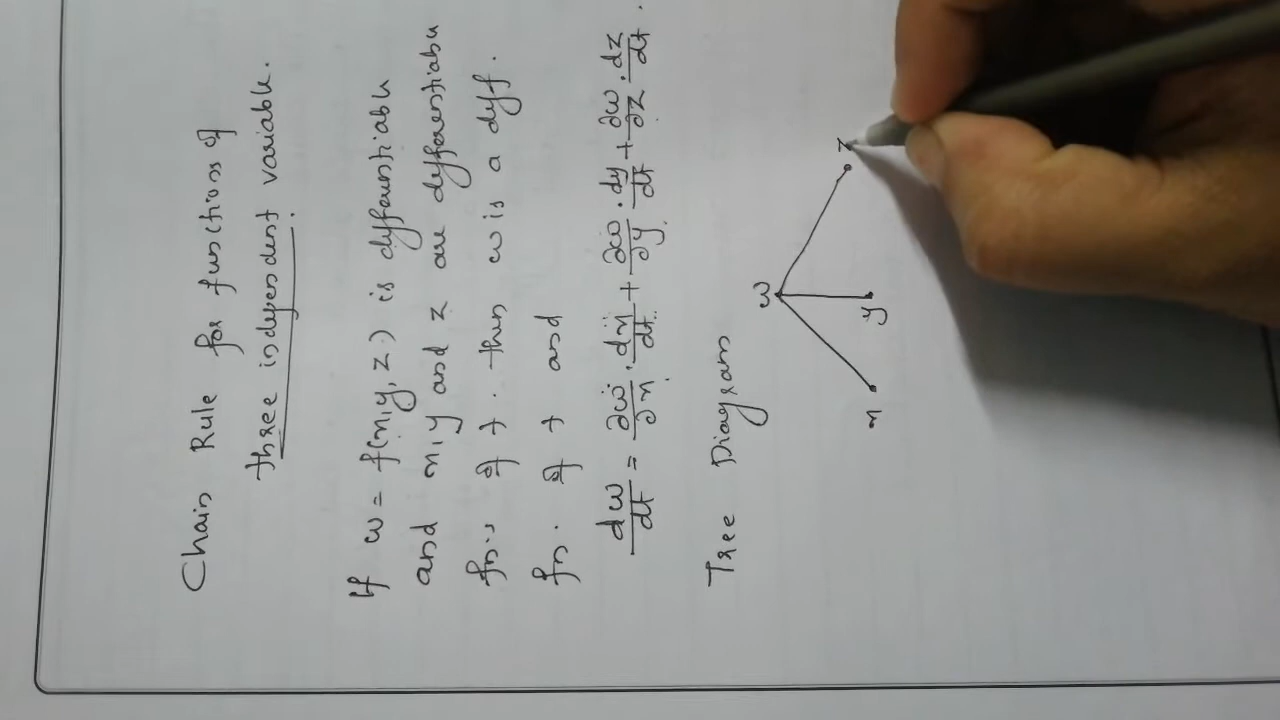 Chain Rule for functions of
three independent variable.
If w = f(x, y, z) is differentiable
and x, y and z are differentiable
fn.s of t. then w is a diff.
fn. of t and
dw/dt = ∂w/∂x . dx/dt + ∂w/∂y . dy/dt + ∂w/∂z . dz/dt .
Tree Diagram
w
x y z